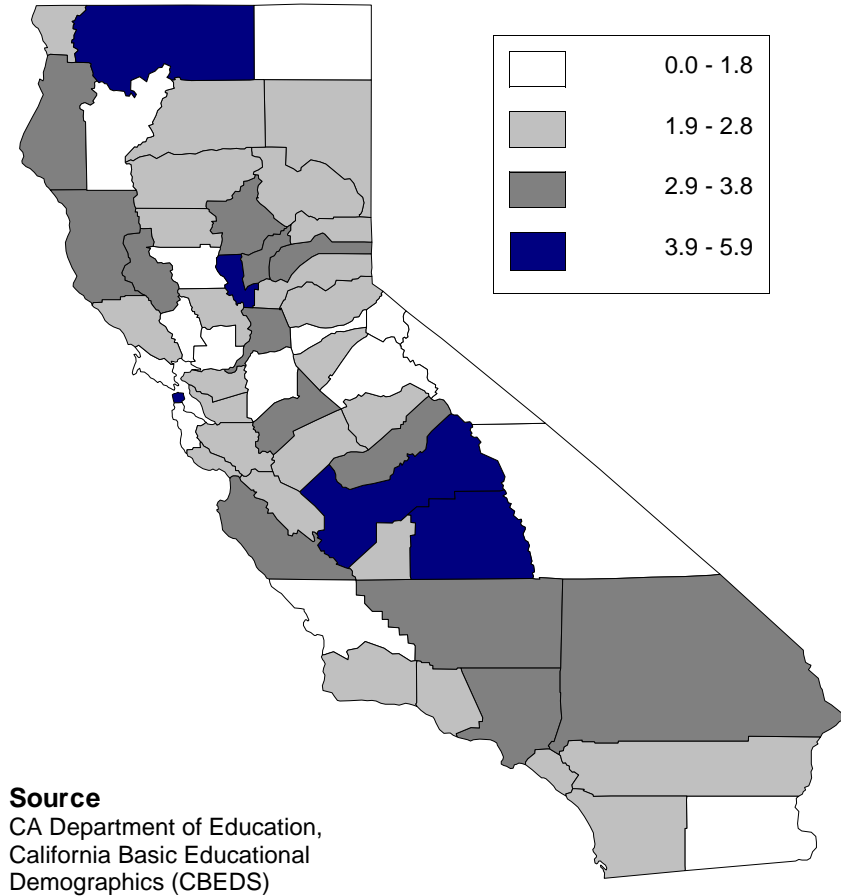 0.0 - 1.8
1.9 - 2.8
2.9 - 3.8
3.9 - 5.9
Source
CA Department of Education,
California Basic Educational
Demographics (CBEDS)